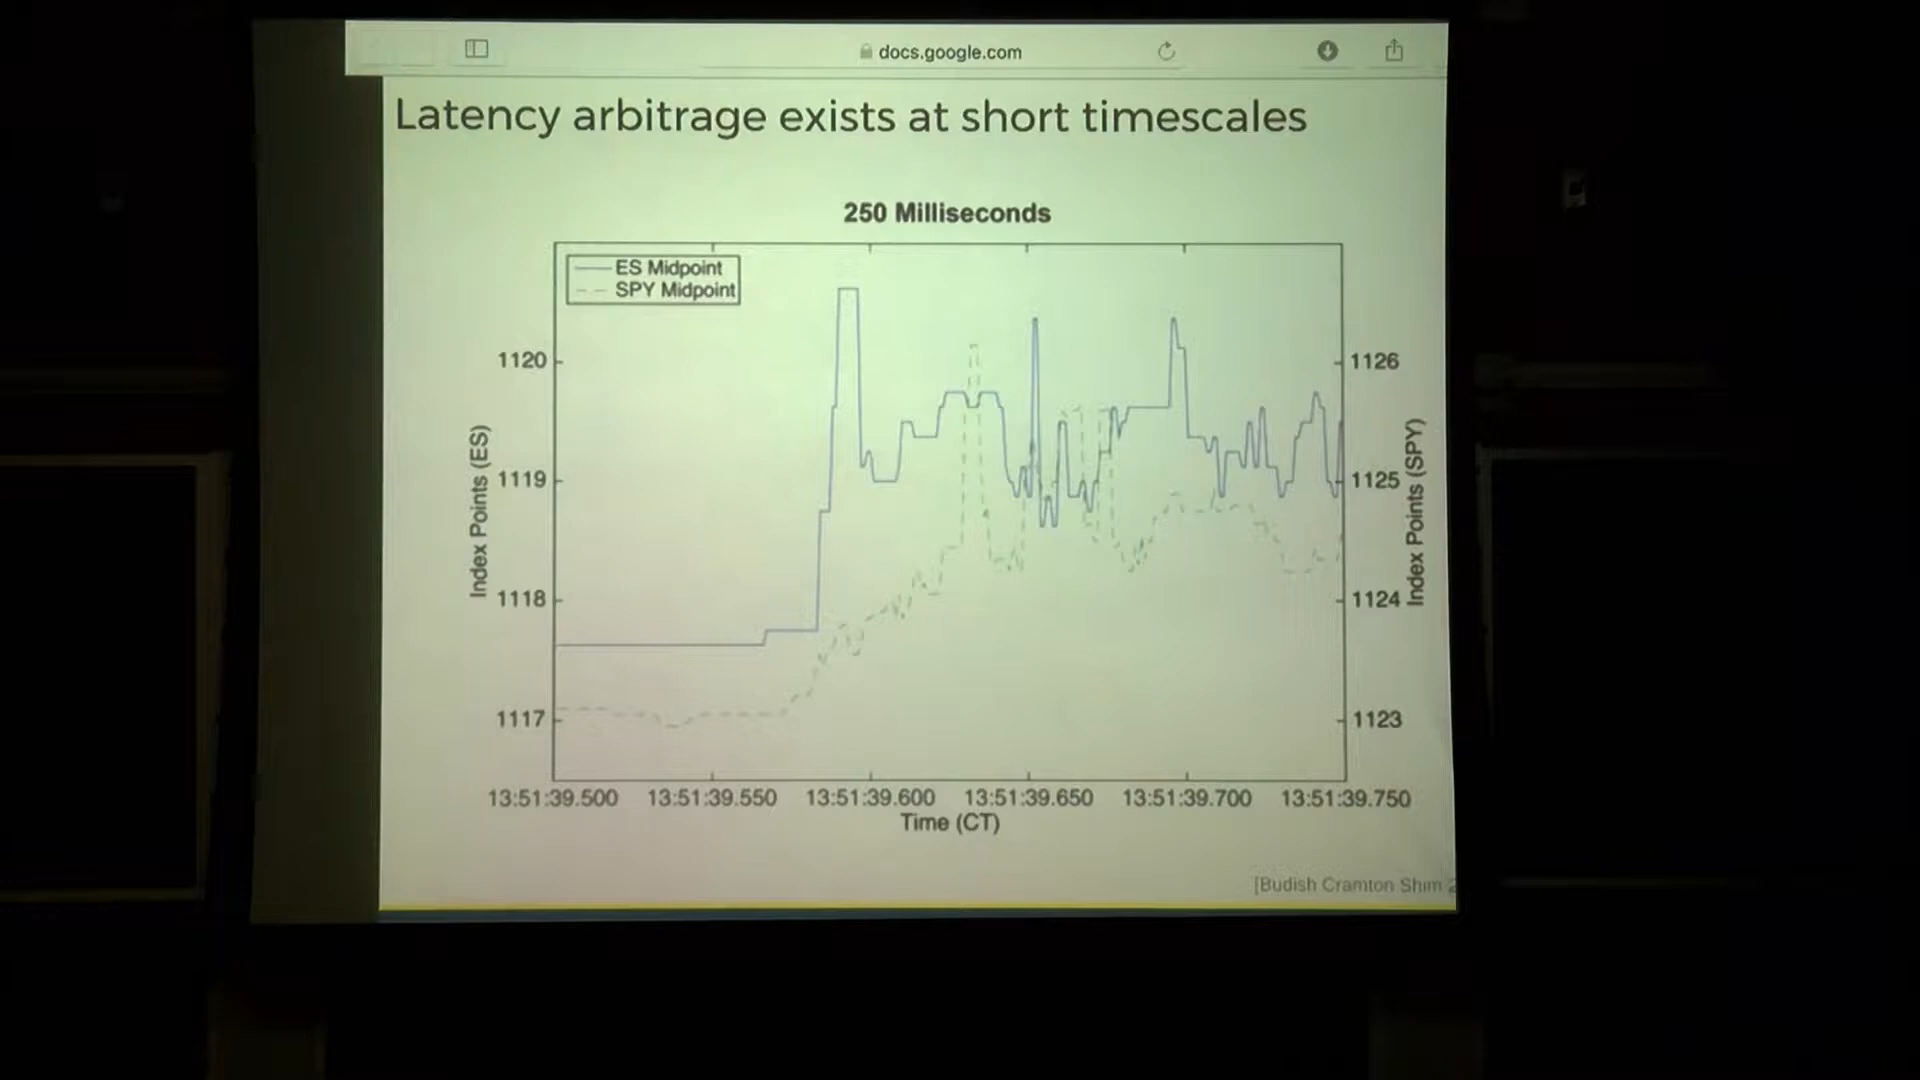 docs.google.com
Latency arbitrage exists at short timescales
250 Milliseconds
ES Midpoint
SPY Midpoint
1120
1119
1118
1117
Index Points (ES)
1126
1125
1124
1123
Index Points (SPY)
13:51:39.500 13:51:39.550 13:51:39.600 13:51:39.650 13:51:39.700 13:51:39.750
Time (CT)
[Budish Cramton Shim 2